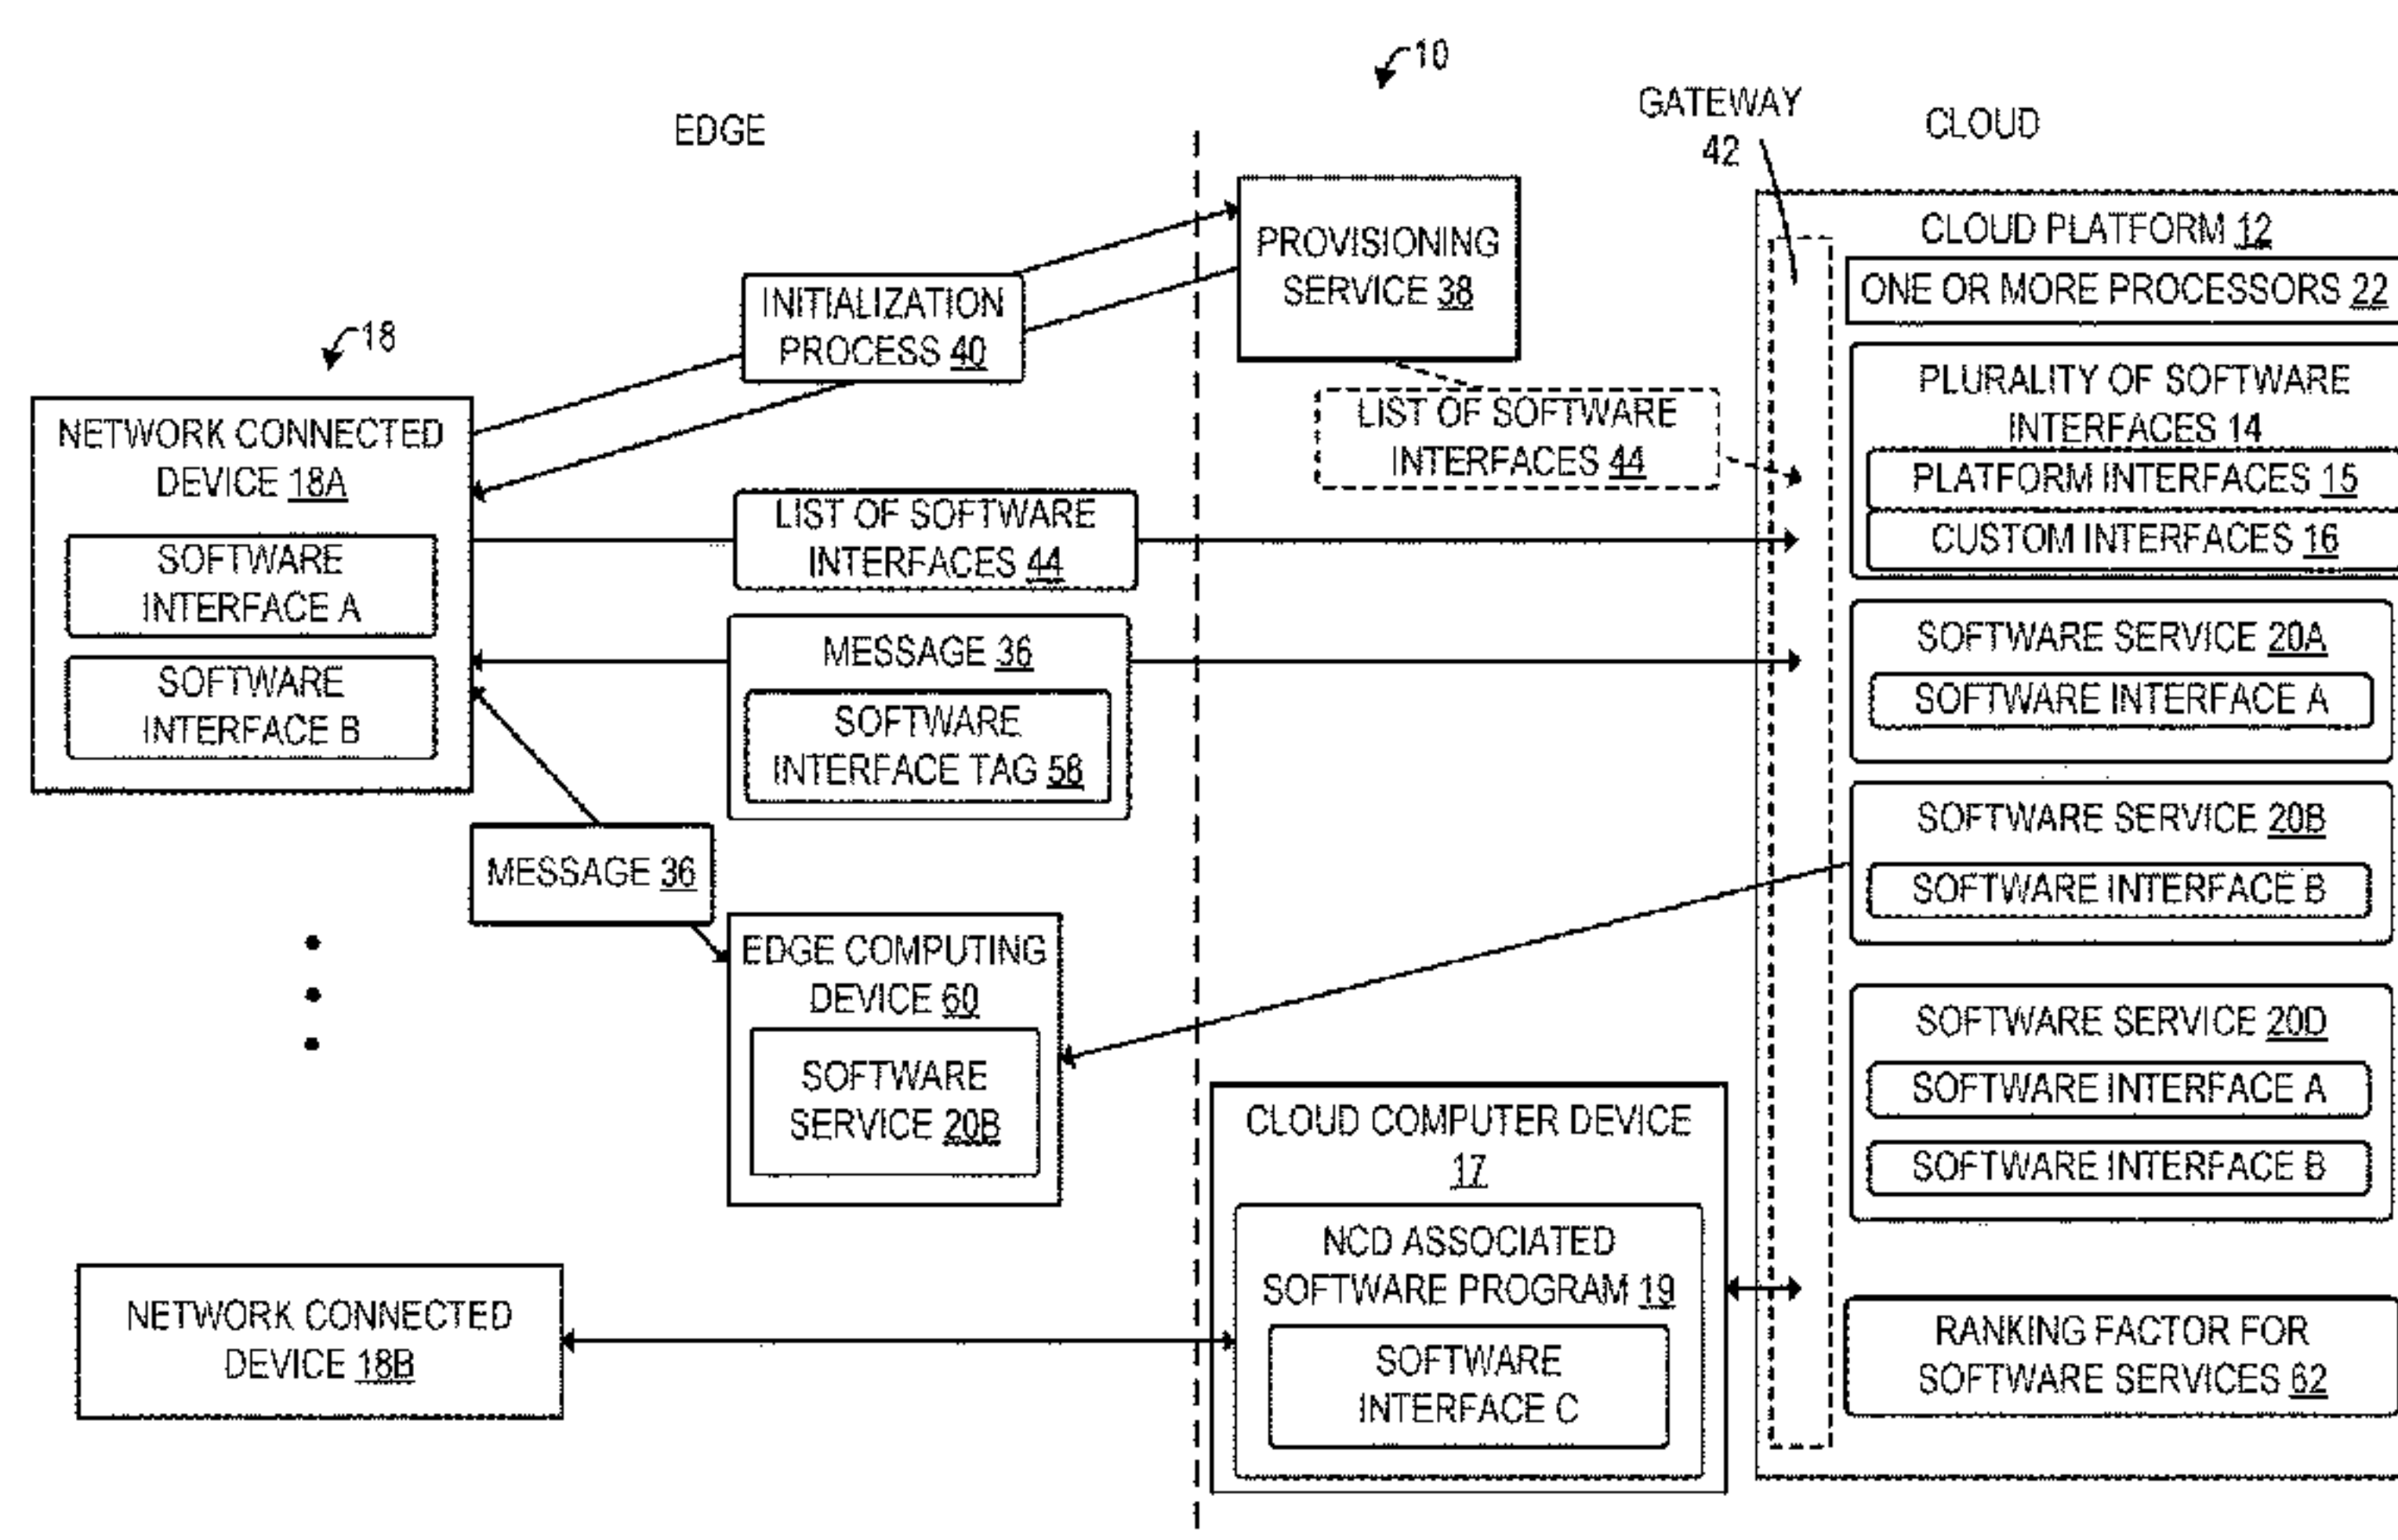 10
EDGE
GATEWAY
42
CLOUD
18
NETWORK CONNECTED
DEVICE 18A
SOFTWARE
INTERFACE A
SOFTWARE
INTERFACE B
INITIALIZATION
PROCESS 40
LIST OF SOFTWARE
INTERFACES 44
MESSAGE 36
SOFTWARE
INTERFACE TAG 58
MESSAGE 36
EDGE COMPUTING
DEVICE 60
SOFTWARE
SERVICE 20B
NETWORK CONNECTED
DEVICE 18B
PROVISIONING
SERVICE 38
LIST OF SOFTWARE
INTERFACES 44
CLOUD COMPUTER DEVICE
17
NCD ASSOCIATED
SOFTWARE PROGRAM 19
SOFTWARE
INTERFACE C
CLOUD PLATFORM 12
ONE OR MORE PROCESSORS 22
PLURALITY OF SOFTWARE
INTERFACES 14
PLATFORM INTERFACES 15
CUSTOM INTERFACES 16
SOFTWARE SERVICE 20A
SOFTWARE INTERFACE A
SOFTWARE SERVICE 20B
SOFTWARE INTERFACE B
SOFTWARE SERVICE 20D
SOFTWARE INTERFACE A
SOFTWARE INTERFACE B
RANKING FACTOR FOR
SOFTWARE SERVICES 62